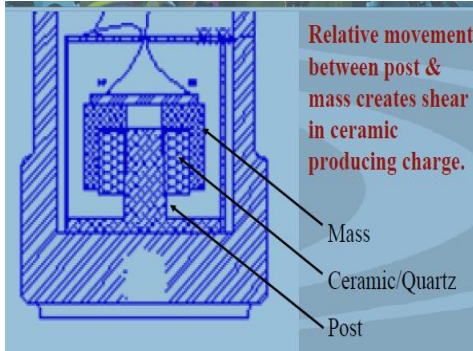 Relative movement
between post &
mass creates shear
in ceramic
producing charge.
Mass
Ceramic/Quartz
Post